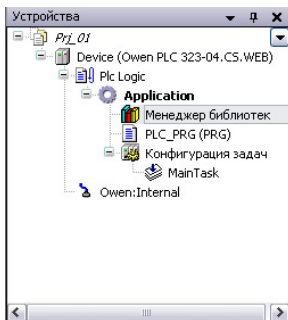 Устройства
Prj_01
Device (Owen PLC 323-04.CS.WEB)
Plc Logic
Application
Менеджер библиотек
PLC_PRG (PRG)
Конфигурация задач
MainTask
Owen:Internal